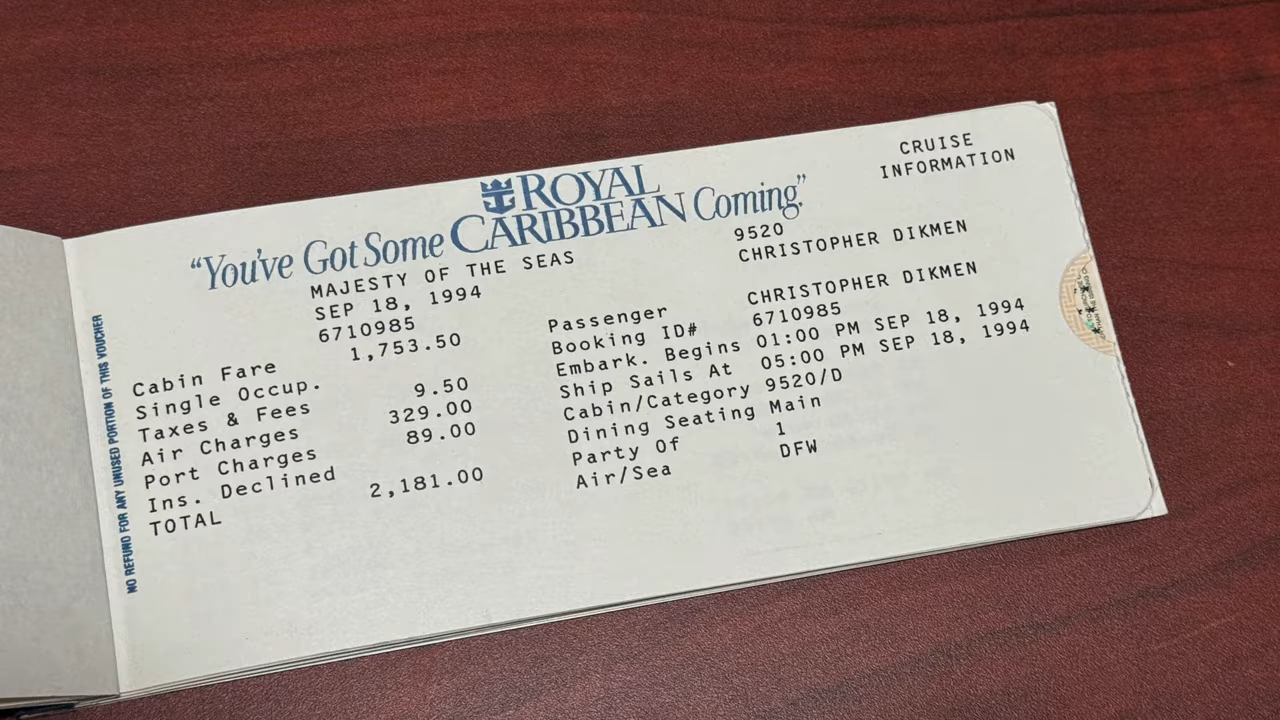 CRUISE
INFORMATION
ROYAL
"You've Got Some CARIBBEAN Coming."
MAJESTY OF THE SEAS
SEP 18, 1994
6710985
9520
CHRISTOPHER DIKMEN
Cabin Fare 1,753.50
Single Occup.
Taxes & Fees 9.50
Air Charges 329.00
Port Charges 89.00
Ins. Declined
TOTAL 2,181.00
Passenger CHRISTOPHER DIKMEN
Booking ID# 6710985
Embark. Begins 01:00 PM SEP 18, 1994
Ship Sails At 05:00 PM SEP 18, 1994
Cabin/Category 9520/D
Dining Seating Main
Party Of 1
Air/Sea DFW
NO REFUND FOR ANY UNUSED PORTION OF THIS VOUCHER